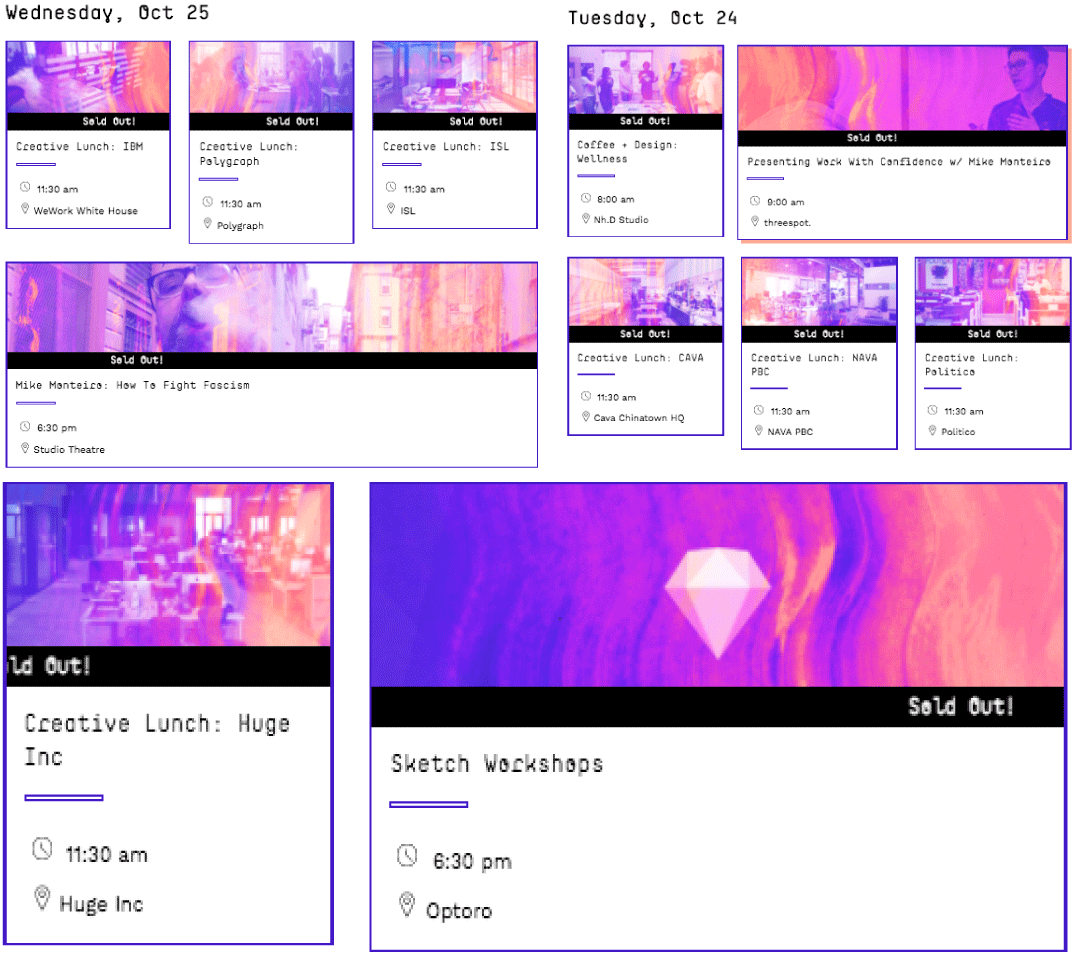 Wednesday, Oct 25
Sold Out!
Creative Lunch: IBM
11:30 am
WeWork White House
Sold Out!
Creative Lunch:
Polygraph
11:30 am
Polygraph
Sold Out!
Creative Lunch: ISL
11:30 am
ISL
Sold Out!
Mike Monteiro: How To Fight Fascism
6:30 pm
Studio Theatre
Tuesday, Oct 24
Sold Out!
Coffee + Design:
Wellness
8:00 am
Nh.D Studio
Sold Out!
Presenting Work With Confidence w/ Mike Monteiro
9:00 am
threespot.
Sold Out!
Creative Lunch: CAVA
11:30 am
Cava Chinatown HQ
Sold Out!
Creative Lunch: NAVA
PBC
11:30 am
NAVA PBC
Sold Out!
Creative Lunch:
Politico
11:30 am
Politico
old Out!
Creative Lunch: Huge
Inc
11:30 am
Huge Inc
Sold Out!
Sketch Workshops
6:30 pm
Optoro